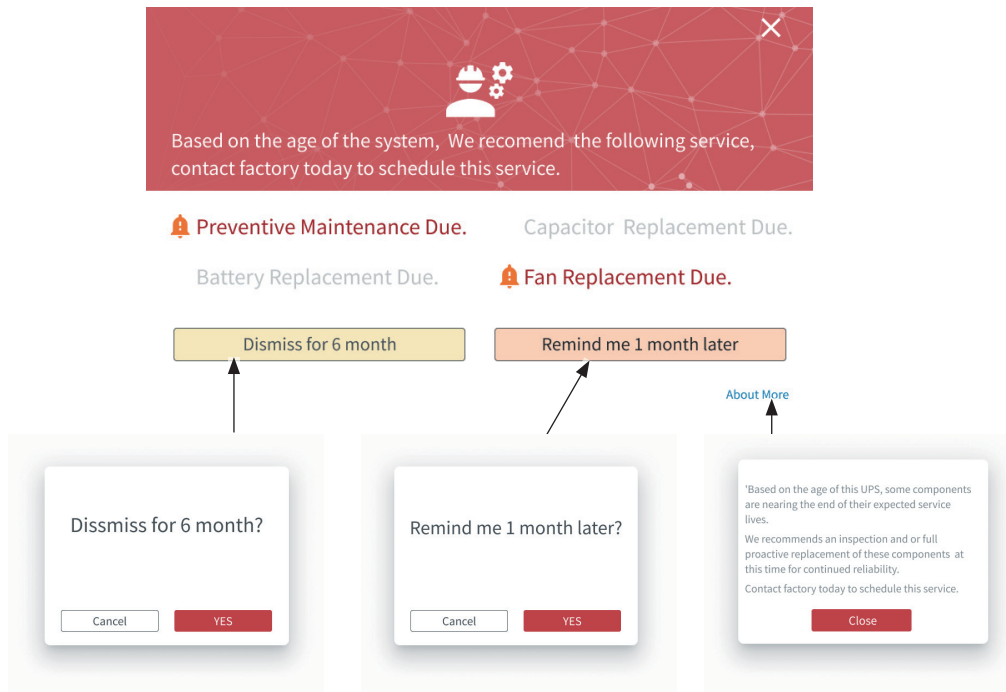 Based on the age of the system, We recomend the following service,
contact factory today to schedule this service.
Preventive Maintenance Due.
Capacitor Replacement Due.
Battery Replacement Due.
Fan Replacement Due.
Dismiss for 6 month
Remind me 1 month later
About More
Dissmiss for 6 month?
Cancel
YES
Remind me 1 month later?
Cancel
YES
'Based on the age of this UPS, some components
are nearing the end of their expected service
lives.
We recommends an inspection and or full
proactive replacement of these components at
this time for continued reliability.
Contact factory today to schedule this service.
Close